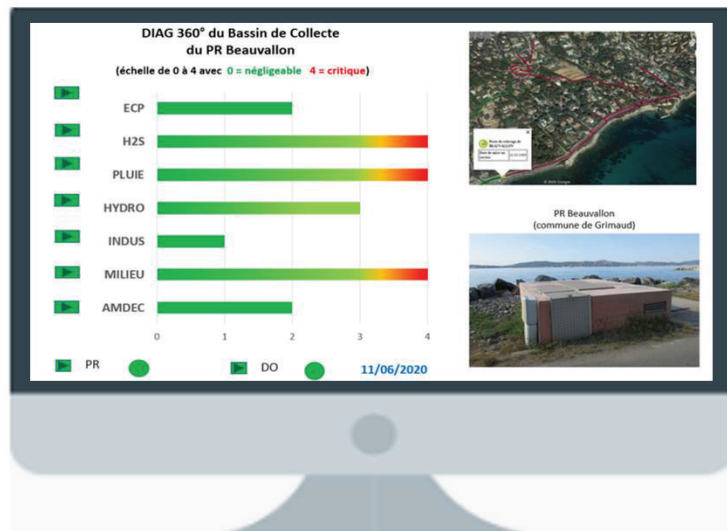 DIAG 360° du Bassin de Collecte
du PR Beauvallon
(échelle de 0 à 4 avec 0 = négligeable 4 = critique)
ECP
H2S
PLUIE
HYDRO
INDUS
MILIEU
AMDEC
0 1 2 3 4
PR
DO
11/06/2020
PR Beauvallon
(commune de Grimaud)